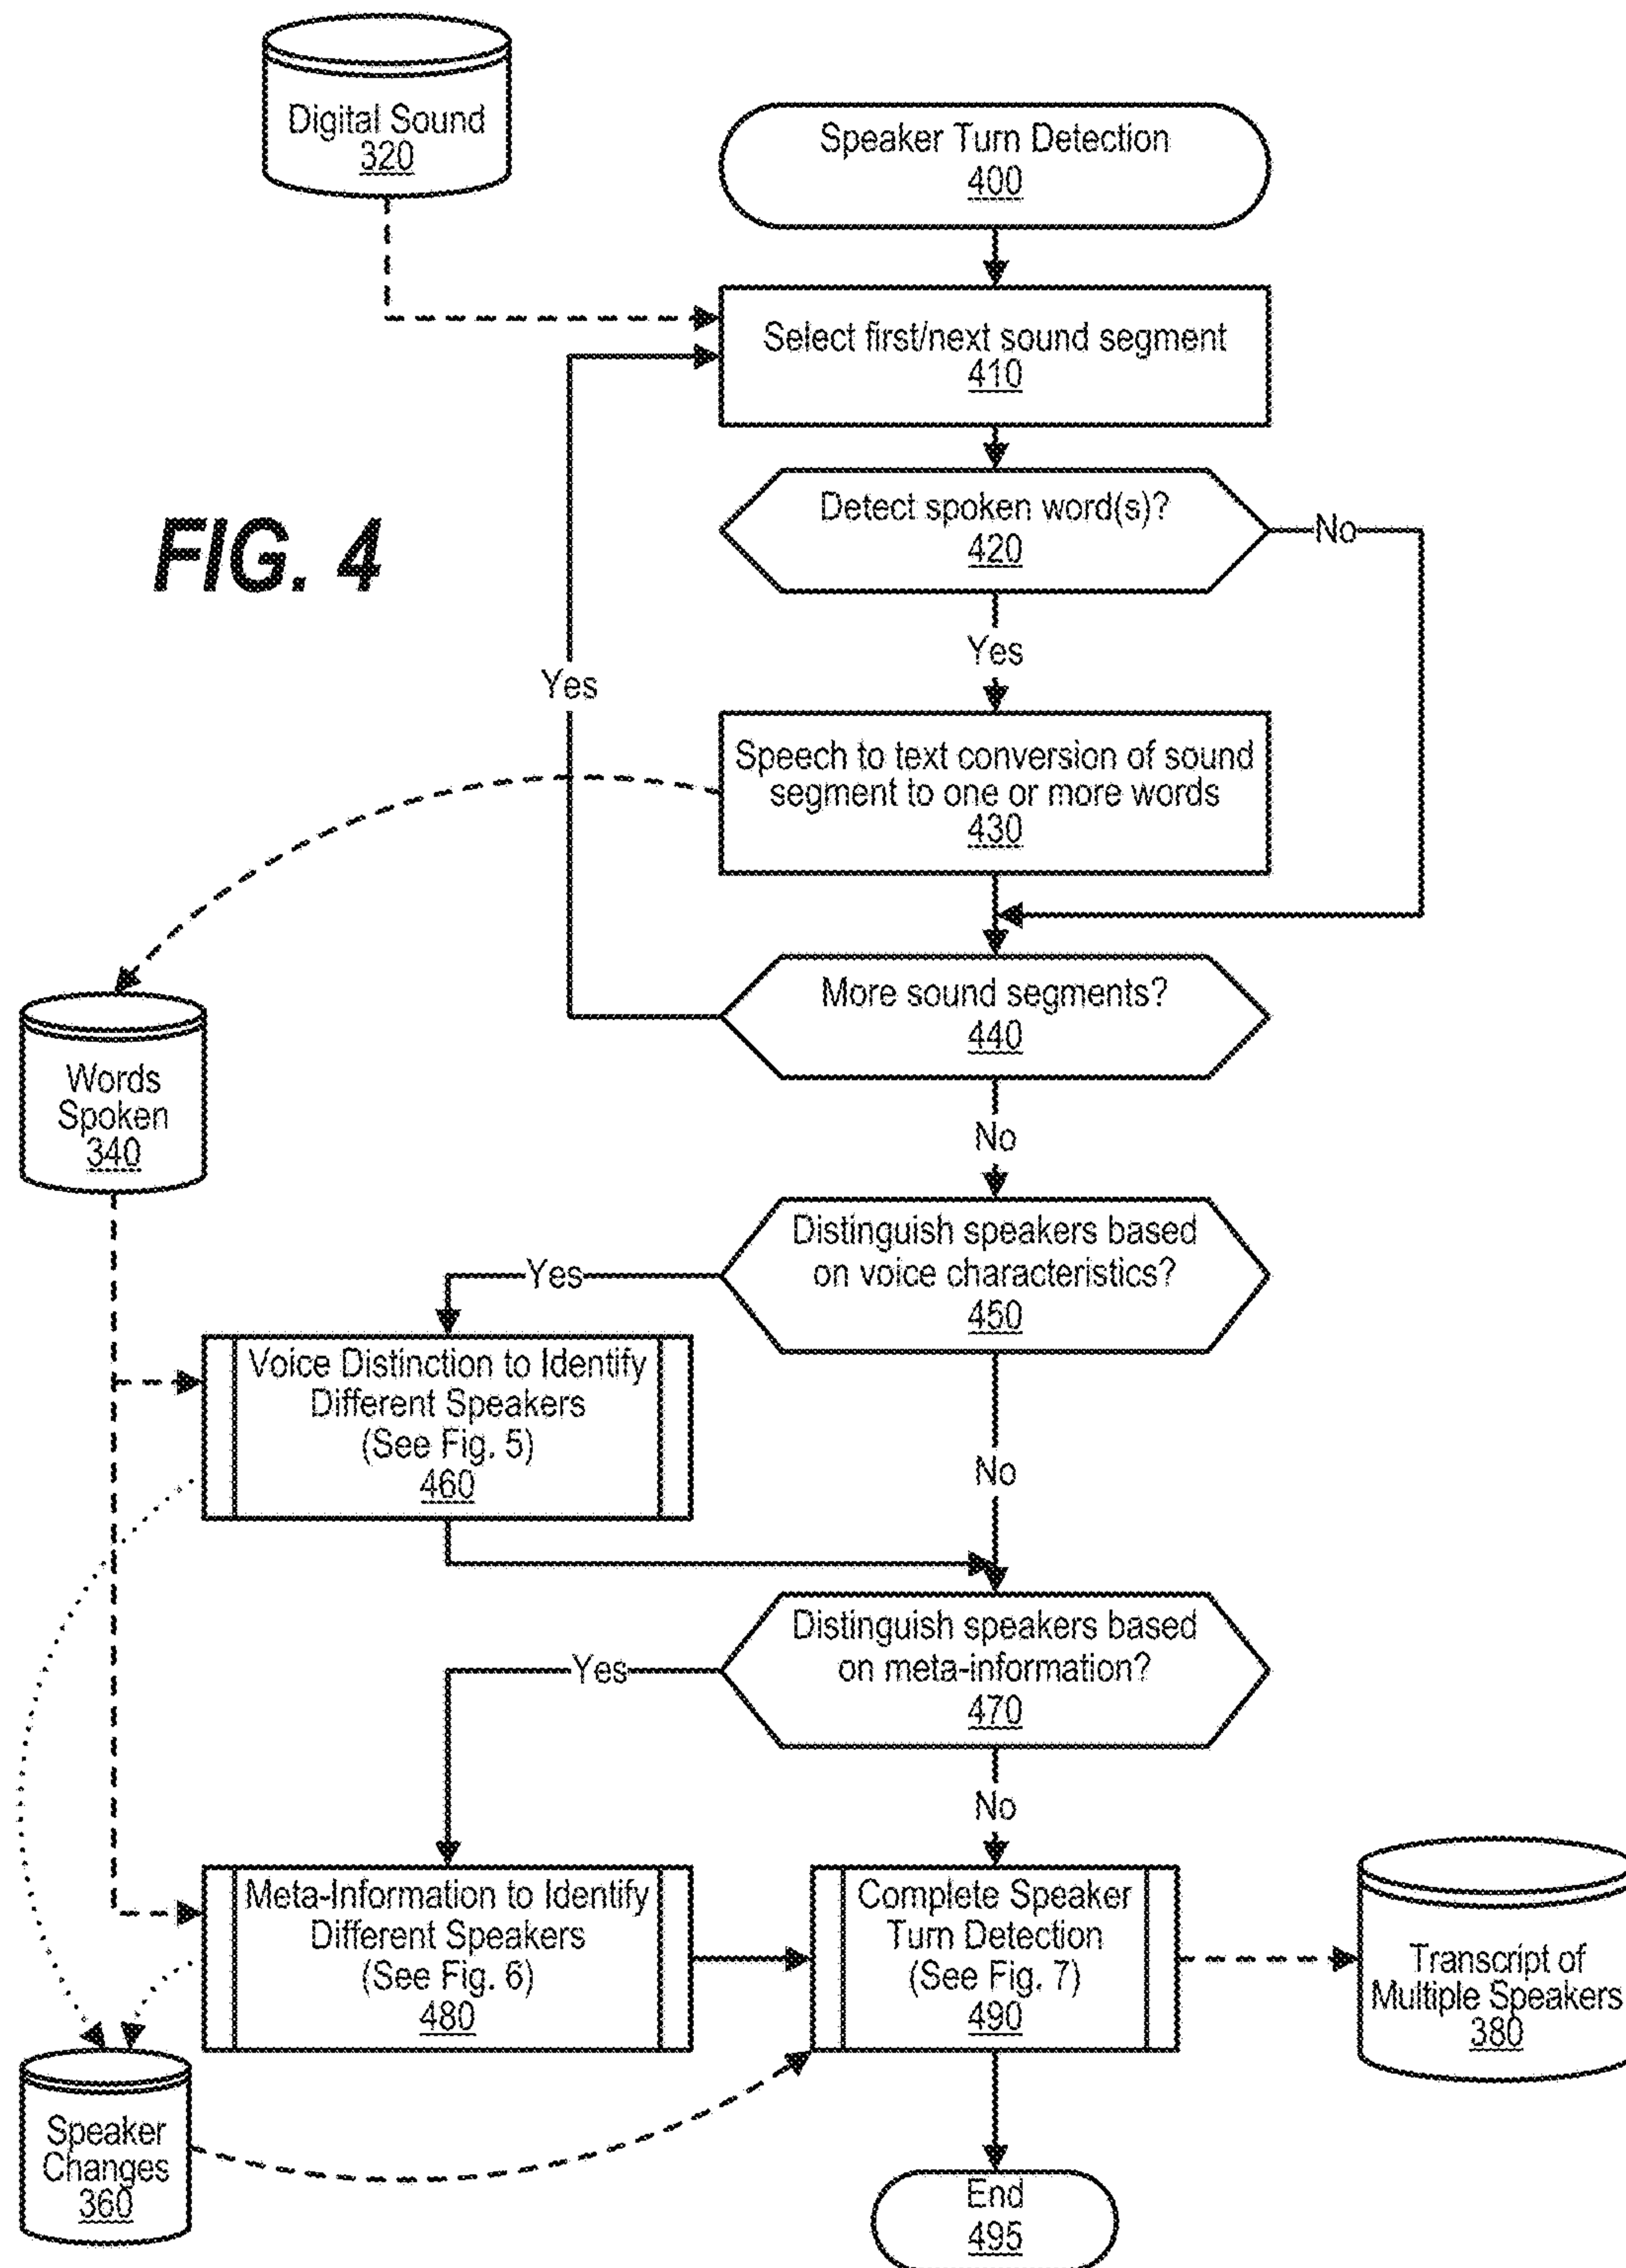 Digital Sound
320
Speaker Turn Detection
400
Select first/next sound segment
410
FIG. 4
Detect spoken word(s)?
420
No
Yes
Yes
Speech to text conversion of sound
segment to one or more words
430
More sound segments?
440
Words
Spoken
340
No
Distinguish speakers based
on voice characteristics?
450
Yes
Voice Distinction to Identify
Different Speakers
(See Fig. 5)
460
No
Distinguish speakers based
on meta-information?
470
Yes
No
Meta-Information to Identify
Different Speakers
(See Fig. 6)
480
Complete Speaker
Turn Detection
(See Fig. 7)
490
Transcript of
Multiple Speakers
380
Speaker
Changes
360
End
495